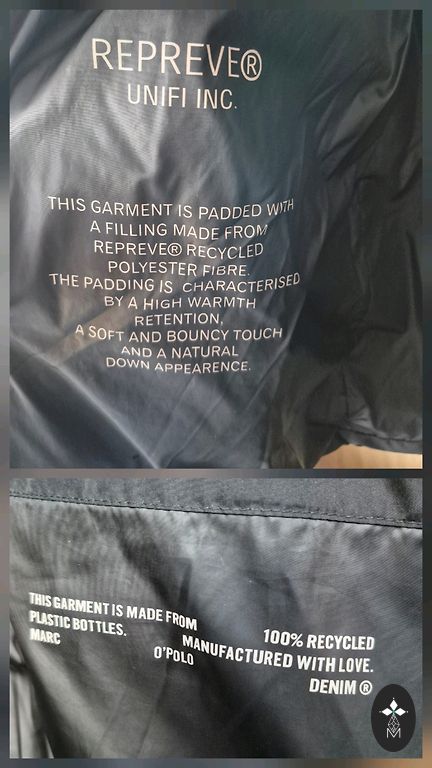 REPREVE®
UNIFI INC.
THIS GARMENT IS PADDED WITH
A FILLING MADE FROM
REPREVE® RECYCLED
POLYESTER FIBRE.
THE PADDING IS CHARACTERISED
BY A HIGH WARMTH
RETENTION,
A SOFT AND BOUNCY TOUCH
AND A NATURAL
DOWN APPEARENCE.
THIS GARMENT IS MADE FROM
PLASTIC BOTTLES.
MARC
O'POLO
100% RECYCLED
MANUFACTURED WITH LOVE.
DENIM ®
M